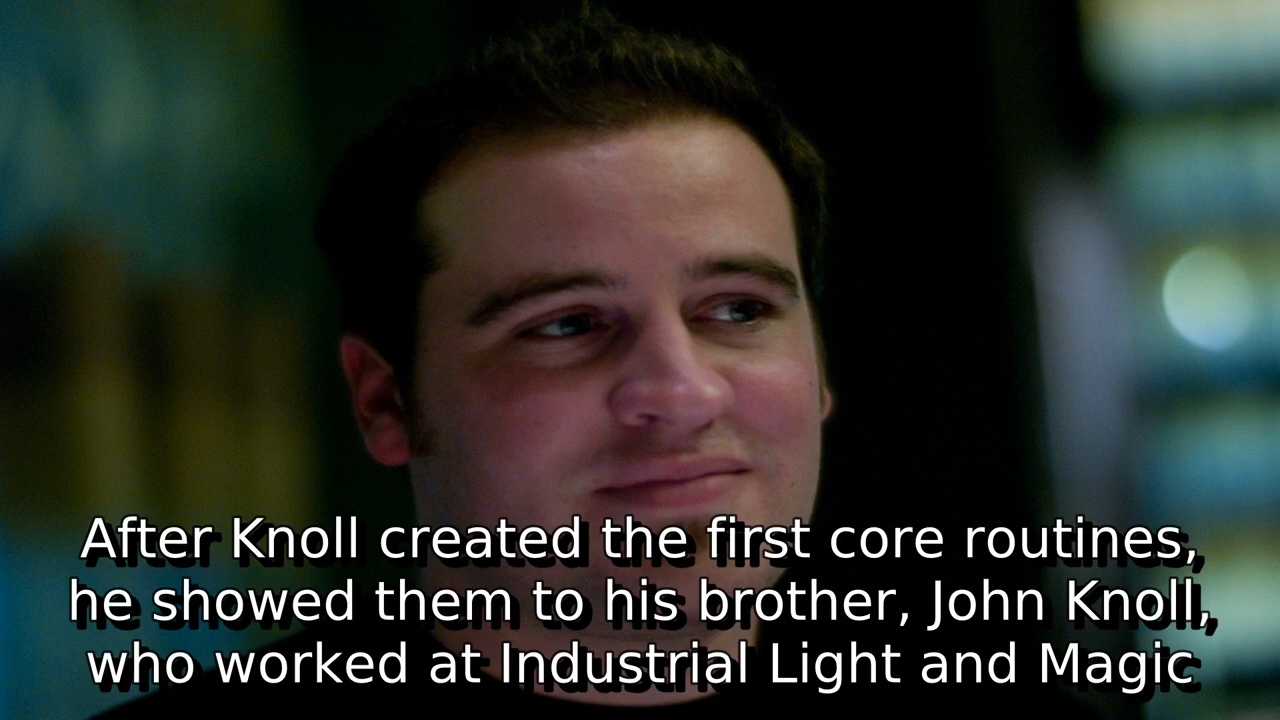 After Knoll created the first core routines,
he showed them to his brother, John Knoll,
who worked at Industrial Light and Magic